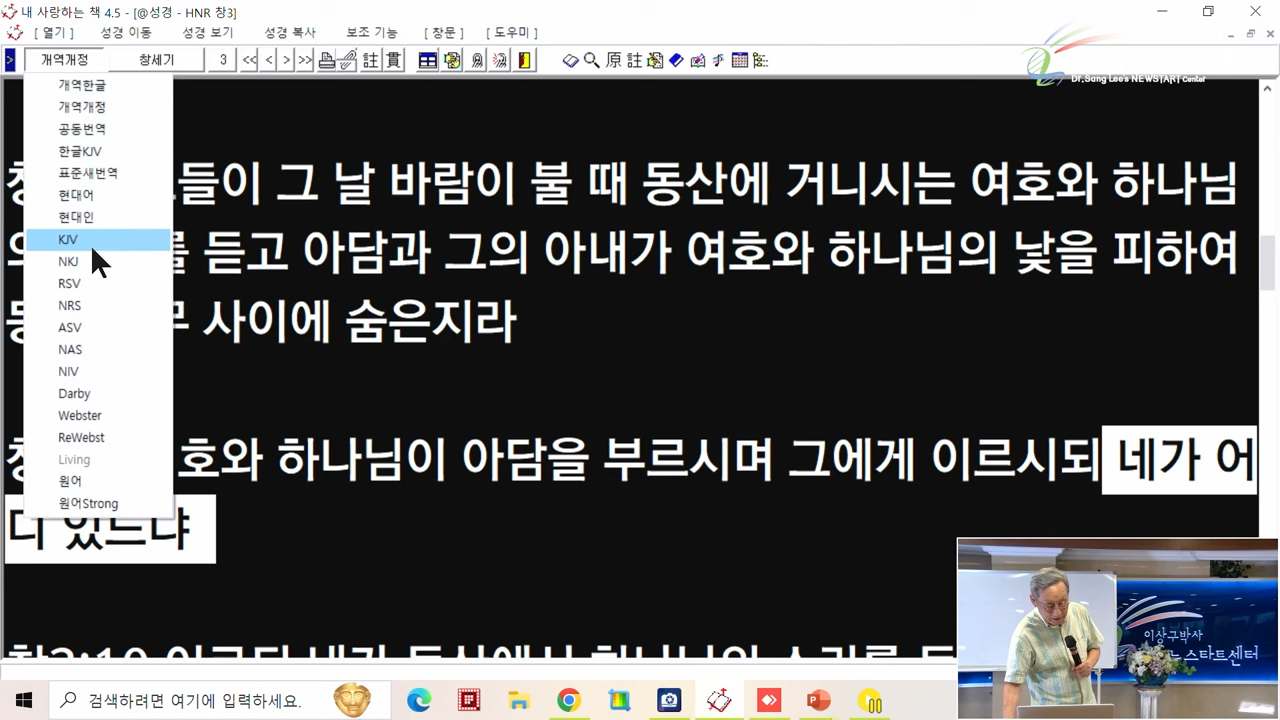 내 사랑하는 책 4.5 - [@성경 - HNR 창3]
[ 열기 ] 성경 이동 성경 보기 성경 복사 보조 기능 [ 창문 ] [ 도우미 ]
> 개역개정 창세기 3 << < > >> 註 貫 原 註
Dr.Sang Lee's NEWSTART Center
개역한글
개역개정
공동번역
한글KJV
표준새번역
현대어
현대인
KJV
NKJ
RSV
NRS
ASV
NAS
NIV
Darby
Webster
ReWebst
Living
원어
원어Strong
들이 그 날 바람이 불 때 동산에 거니시는 여호와 하나님
를 듣고 아담과 그의 아내가 여호와 하나님의 낯을 피하여
사이에 숨은지라
호와 하나님이 아담을 부르시며 그에게 이르시되 네가 어
디 있느냐
이상구박사
스타트센터
검색하려면 여기에 입력하세요.